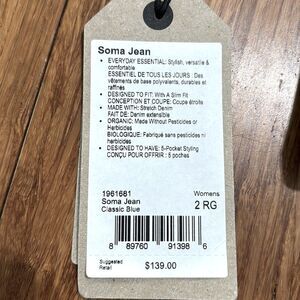 Soma Jean
• EVERYDAY ESSENTIAL: Stylish, versatile &
comfortable
ESSENTIEL DE TOUS LES JOURS : Des
vêtements de base polyvalents, durables et
raffinés
• DESIGNED TO FIT: With A Slim Fit
CONCEPTION ET COUPE: Coupe étroite
• MADE WITH: Stretch Denim
FAIT DE: Denim extensible
• ORGANIC: Made Without Pesticides or
Herbicides
BIOLOGIQUE: Fabriqué sans pesticides ni
herbicides
• DESIGNED TO HAVE: 5-Pocket Styling
CONÇU POUR OFFRIR : 5 poches
1961681
Womens
Soma Jean
2 RG
Classic Blue
8 89760 91398 6
Suggested
Retail
$139.00